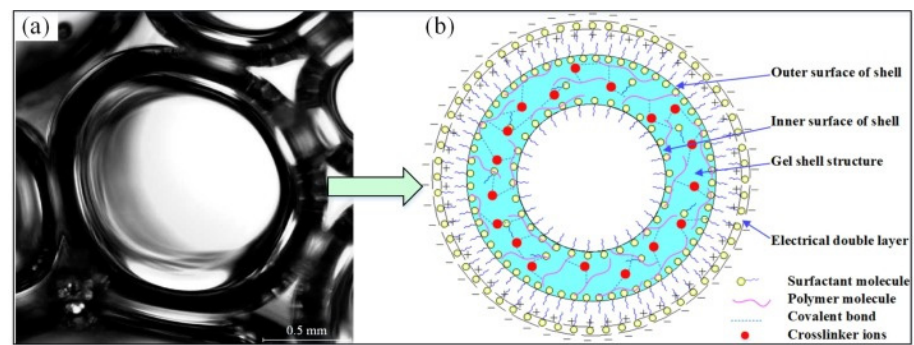 (a)
0.5 mm
(b)
Outer surface of shell
Inner surface of shell
Gel shell structure
Electrical double layer
Surfactant molecule
Polymer molecule
Covalent bond
Crosslinker ions